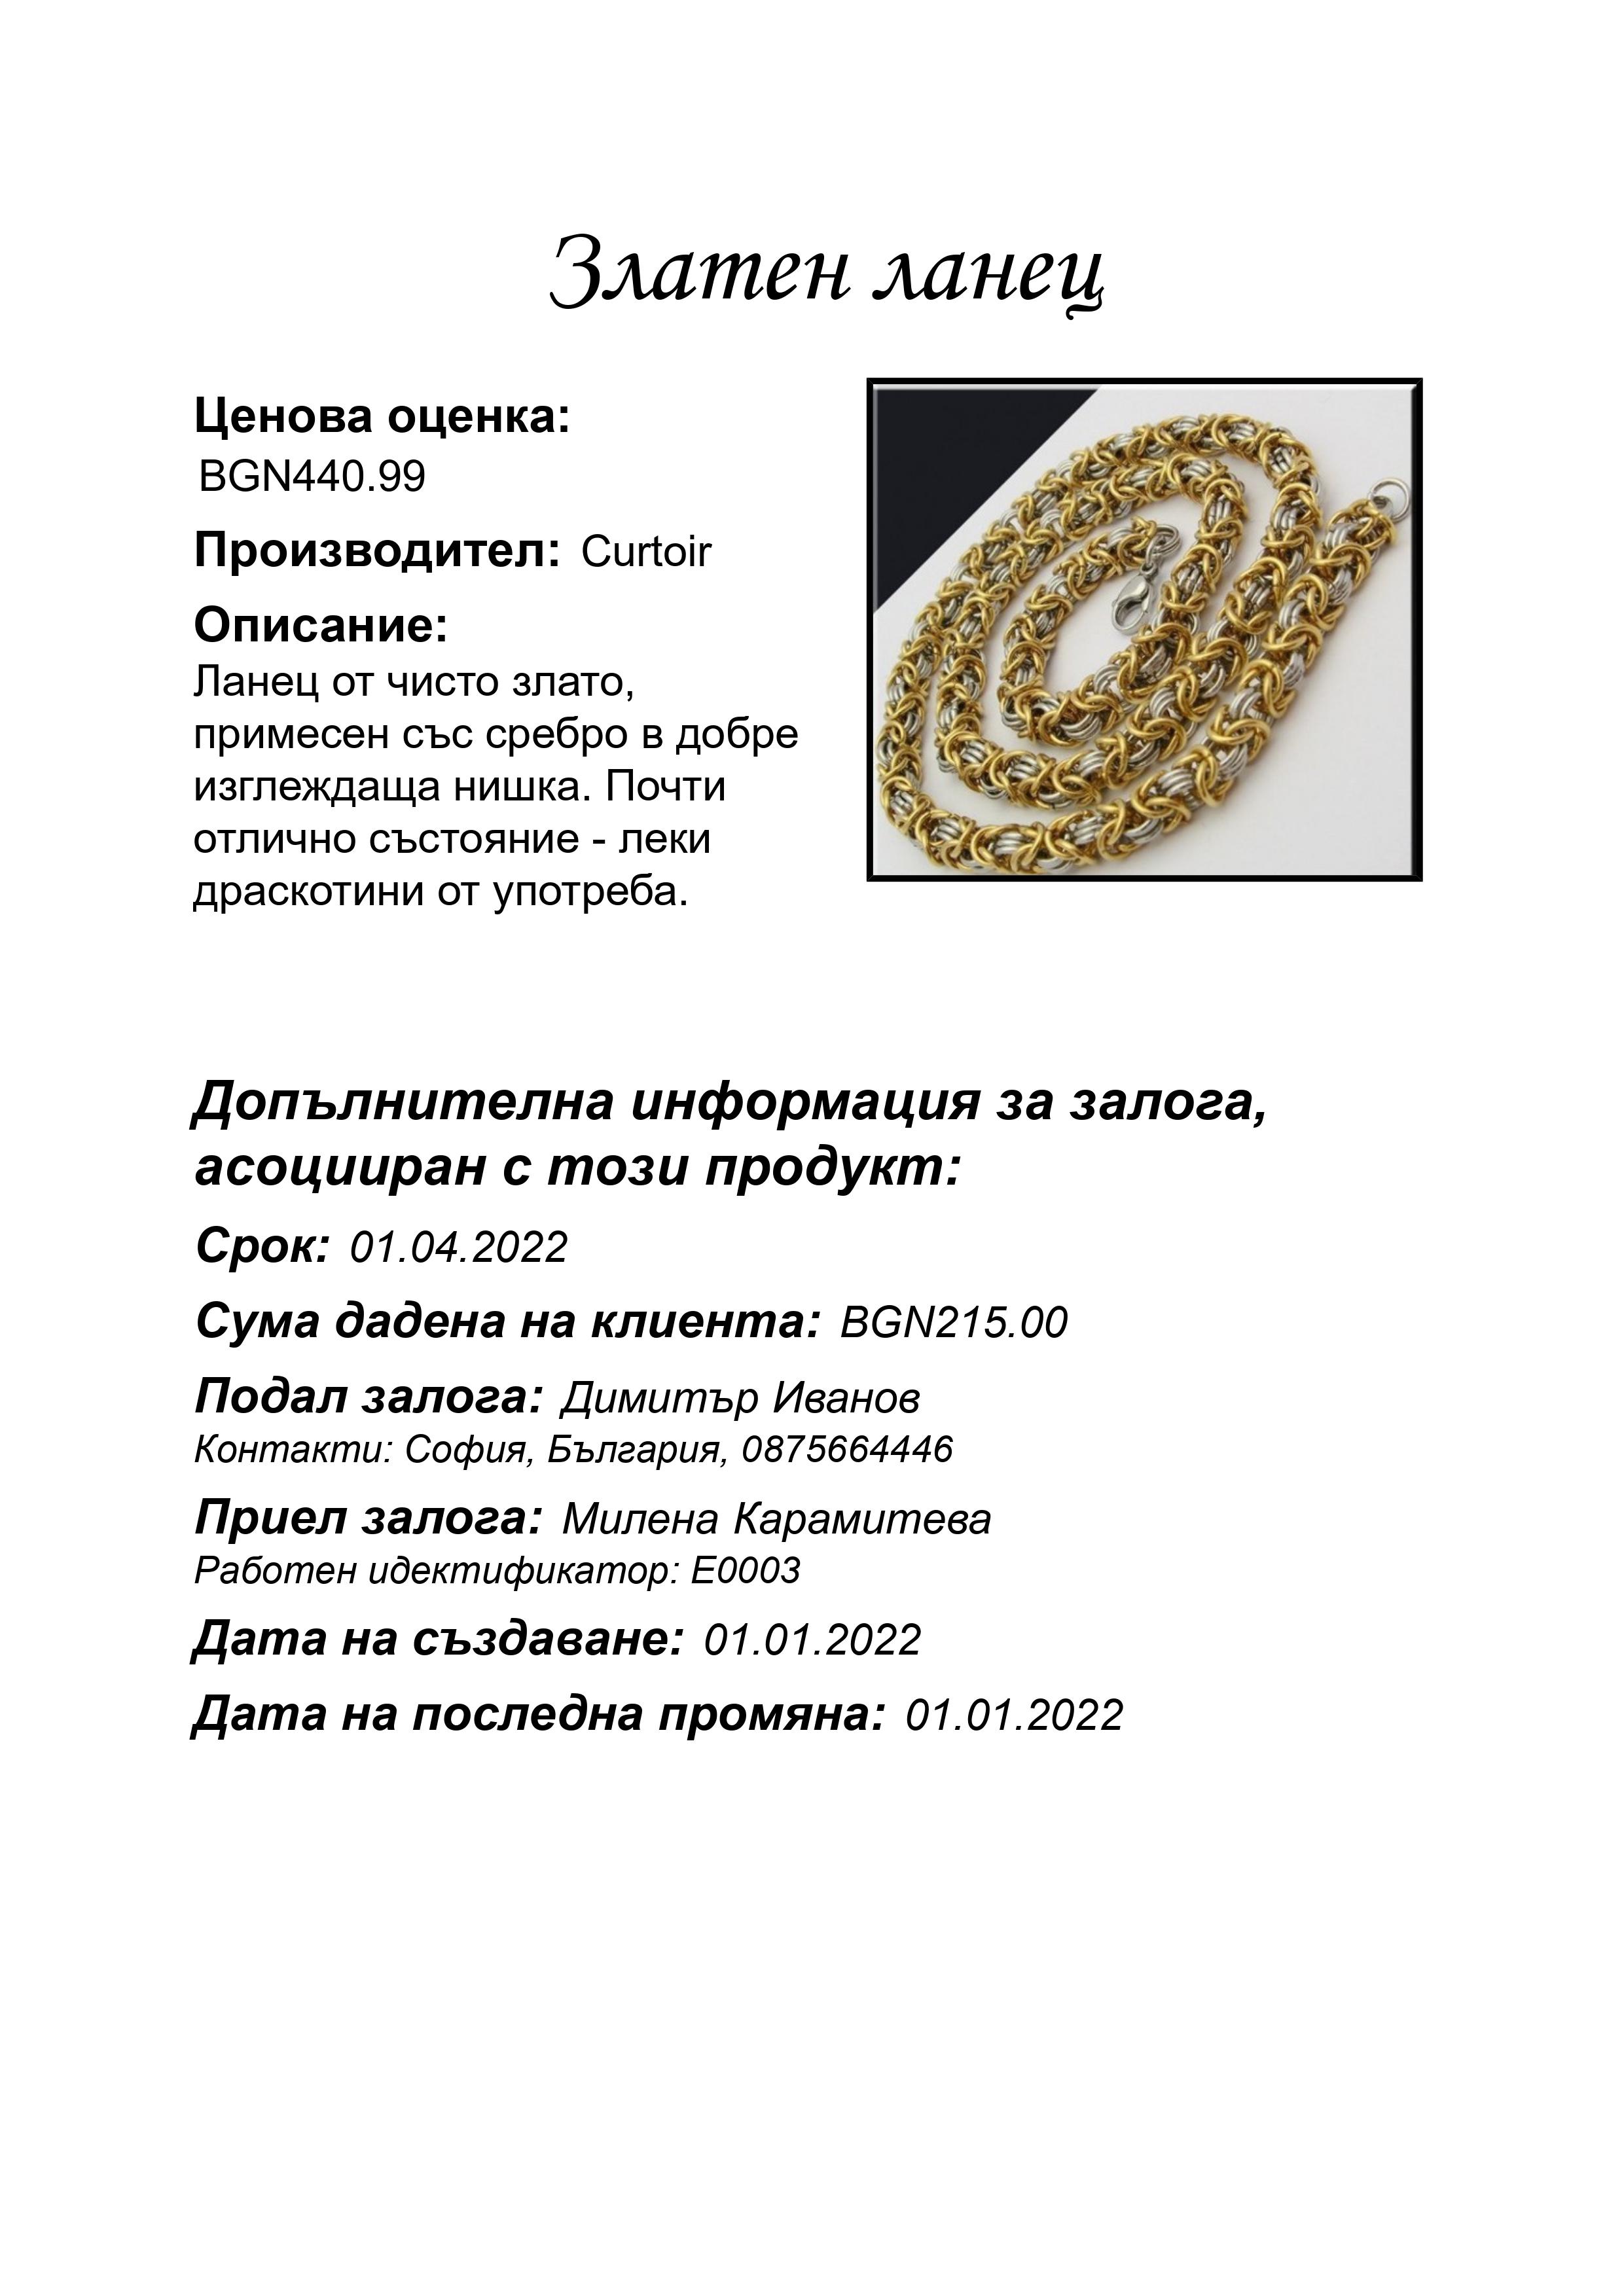 Златен ланец
Ценова оценка:
BGN440.99
Производител: Curtoir
Описание:
Ланец от чисто злато,
примесен със сребро в добре
изглеждаща нишка. Почти
отлично състояние - леки
драскотини от употреба.
Допълнителна информация за залога,
асоцииран с този продукт:
Срок: 01.04.2022
Сума дадена на клиента: BGN215.00
Подал залога: Димитър Иванов
Контакти: София, България, 0875664446
Приел залога: Милена Карамитева
Работен идектификатор: E0003
Дата на създаване: 01.01.2022
Дата на последна промяна: 01.01.2022